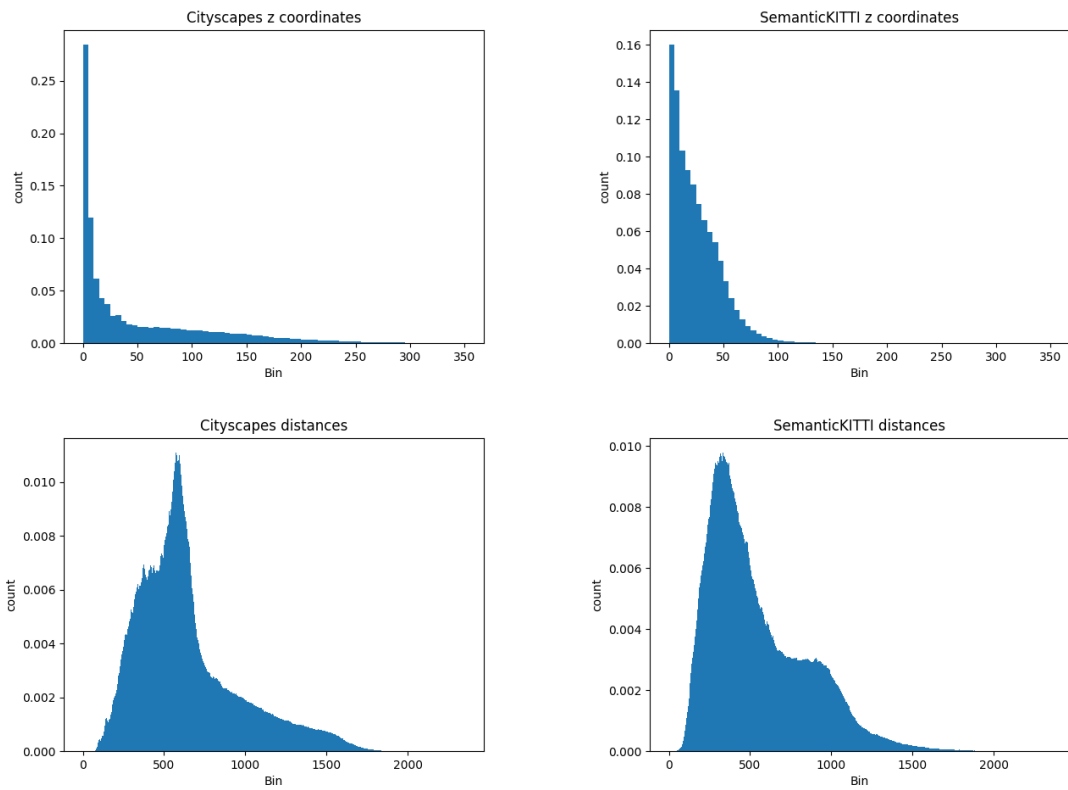 Cityscapes z coordinates
0.25
0.20
0.15
0.10
0.05
0.00
count
0 50 100 150 200 250 300 350
Bin
SemanticKITTI z coordinates
0.16
0.14
0.12
0.10
0.08
0.06
0.04
0.02
0.00
count
0 50 100 150 200 250 300 350
Bin
Cityscapes distances
0.010
0.008
0.006
0.004
0.002
0.000
count
0 500 1000 1500 2000
Bin
SemanticKITTI distances
0.010
0.008
0.006
0.004
0.002
0.000
count
0 500 1000 1500 2000
Bin